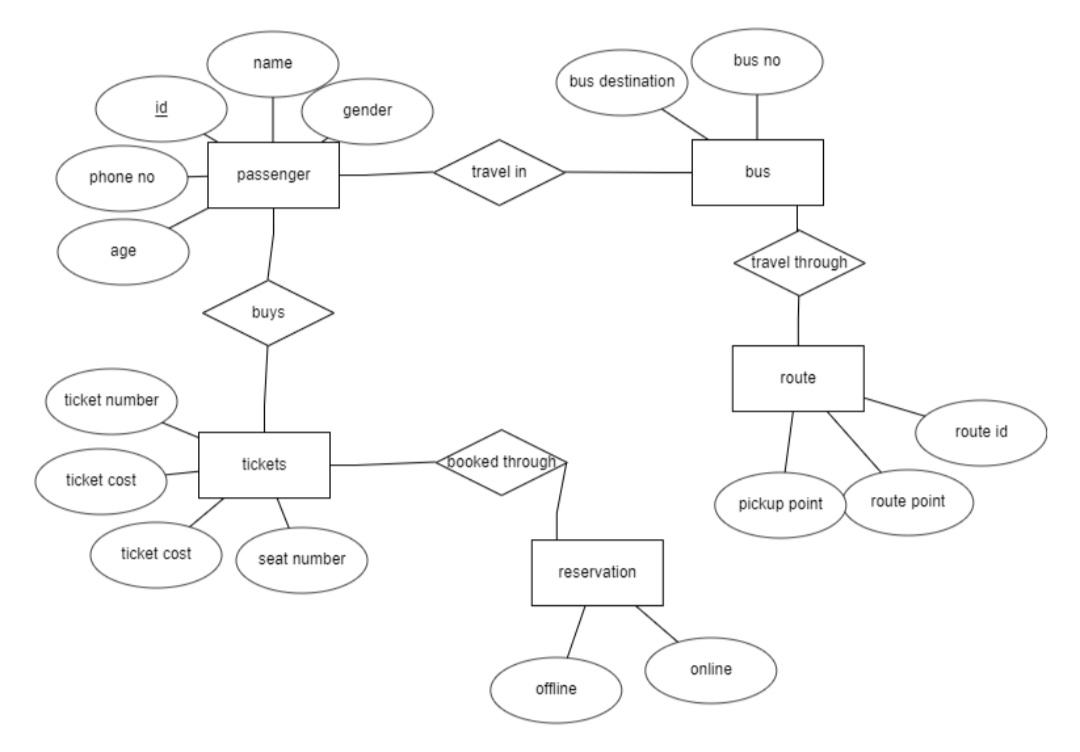 name
bus no
bus destination
id
gender
phone no
passenger
travel in
bus
age
travel through
buys
route
ticket number
route id
tickets
booked through
ticket cost
pickup point
route point
ticket cost
seat number
reservation
online
offline